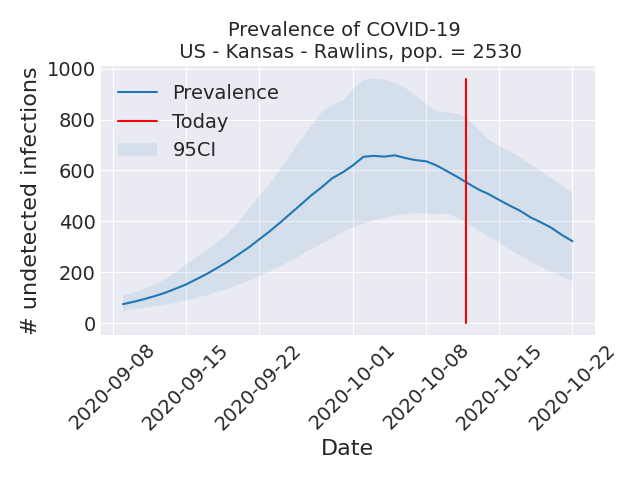 Prevalence of COVID-19
US - Kansas - Rawlins, pop. = 2530
1000
800
600
400
200
0
# undetected infections
Prevalence
Today
95CI
2020-09-08
2020-09-15
2020-09-22
2020-10-01
2020-10-08
2020-10-15
2020-10-22
Date